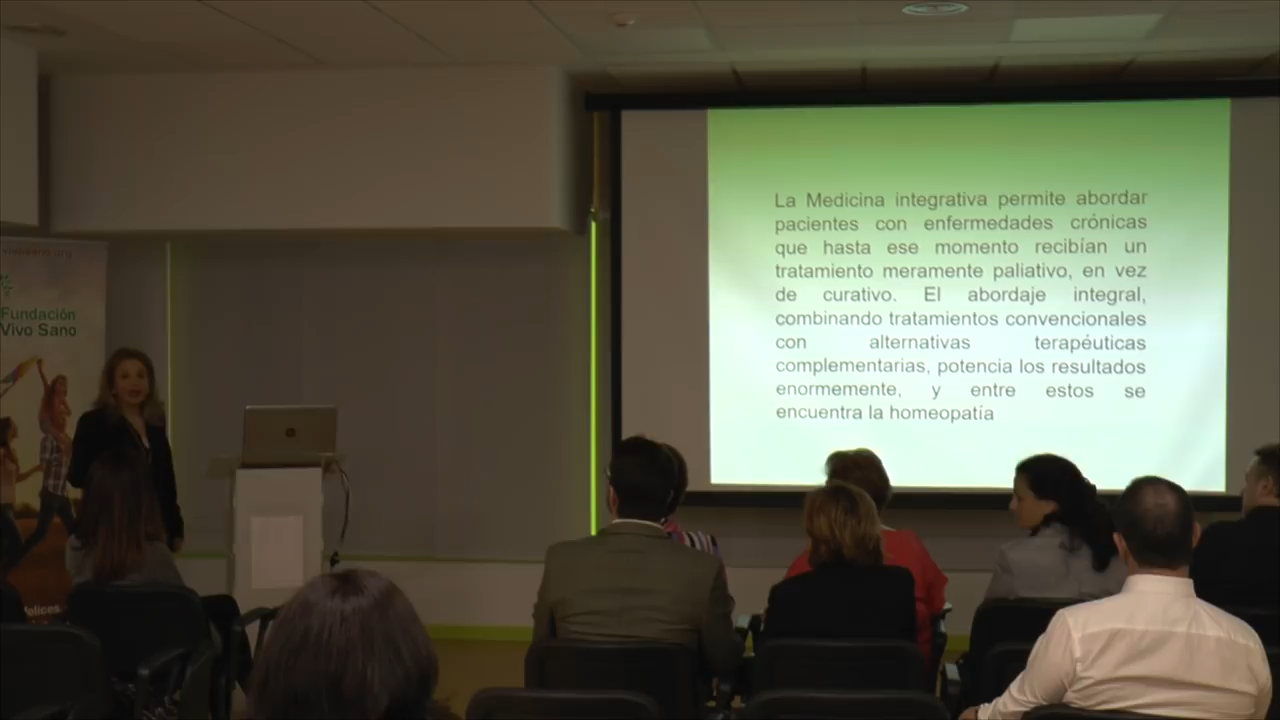 Fundación
Vivo Sano
La Medicina integrativa permite abordar
pacientes con enfermedades crónicas
que hasta ese momento recibían un
tratamiento meramente paliativo, en vez
de curativo. El abordaje integral,
combinando tratamientos convencionales
con alternativas terapéuticas
complementarias, potencia los resultados
enormemente, y entre estos se
encuentra la homeopatía